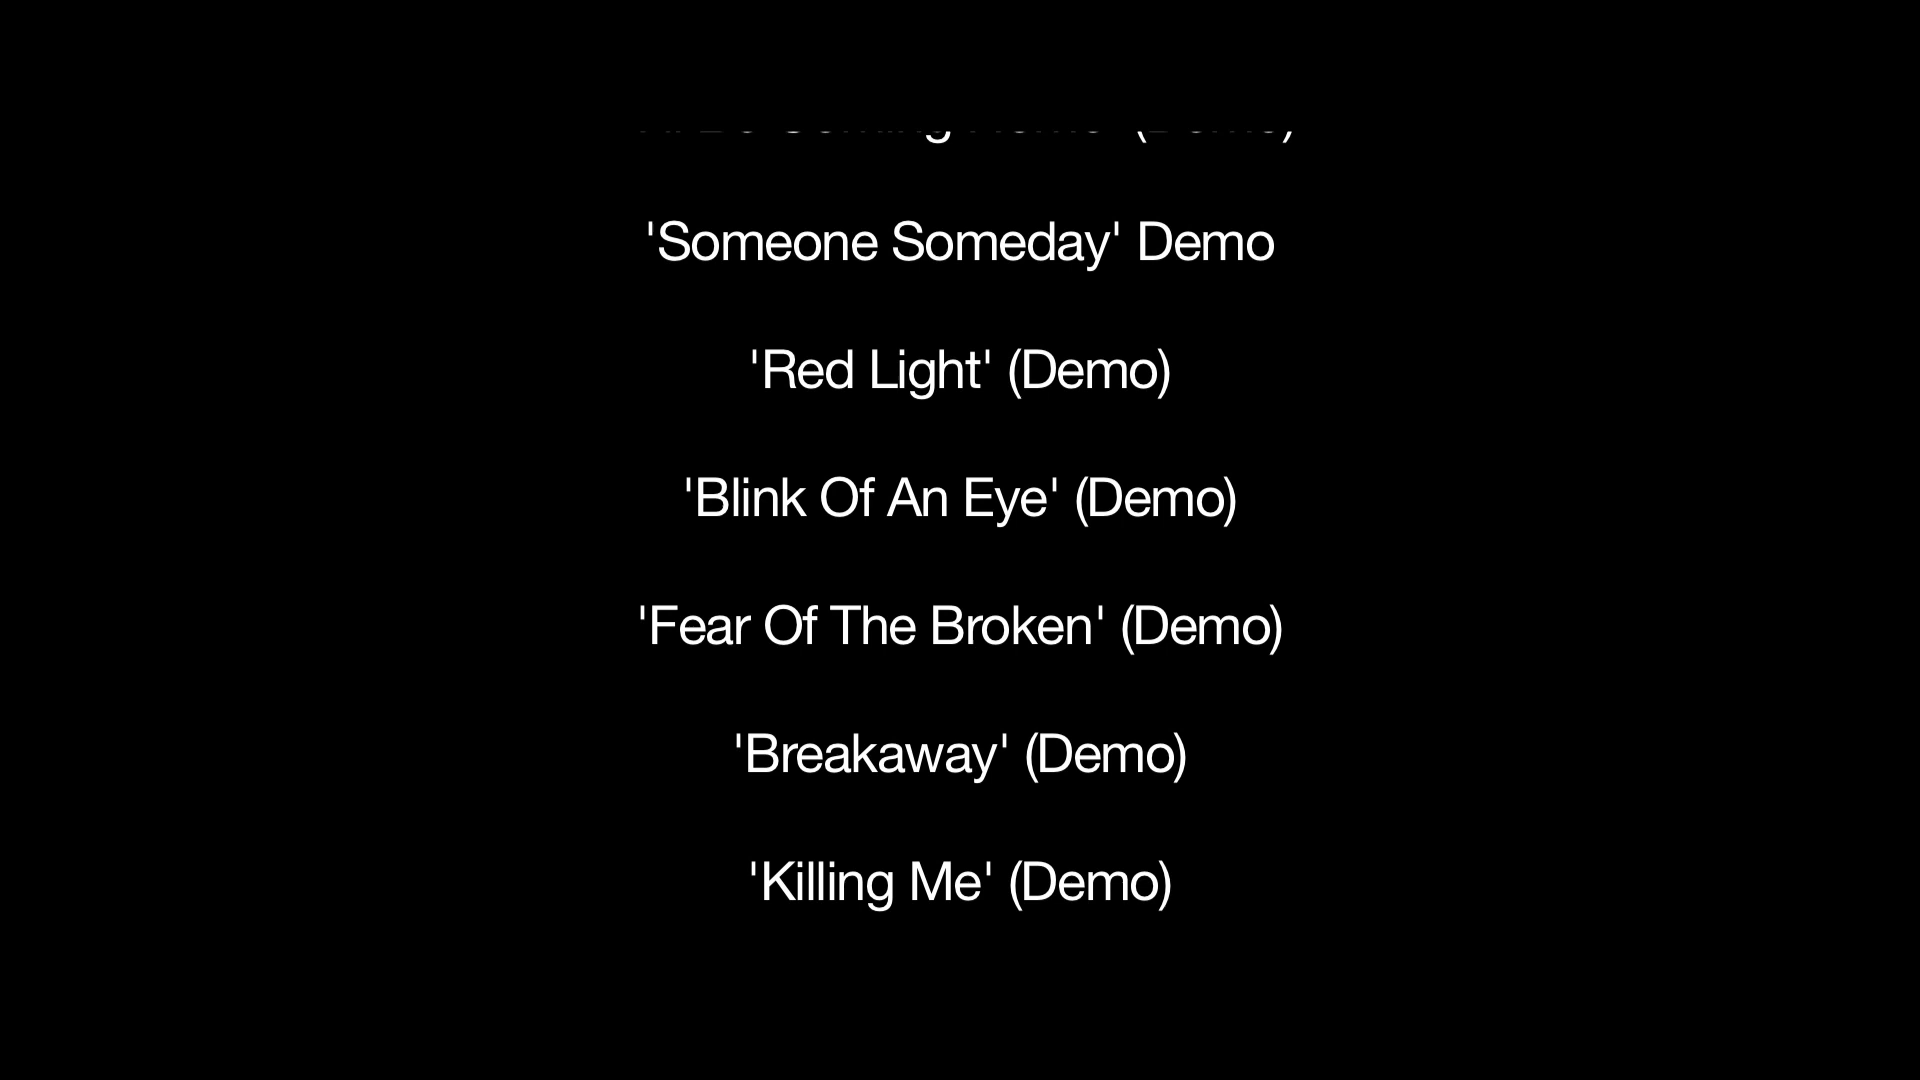 'Someone Someday' Demo
'Red Light' (Demo)
'Blink Of An Eye' (Demo)
'Fear Of The Broken' (Demo)
'Breakaway' (Demo)
'Killing Me' (Demo)